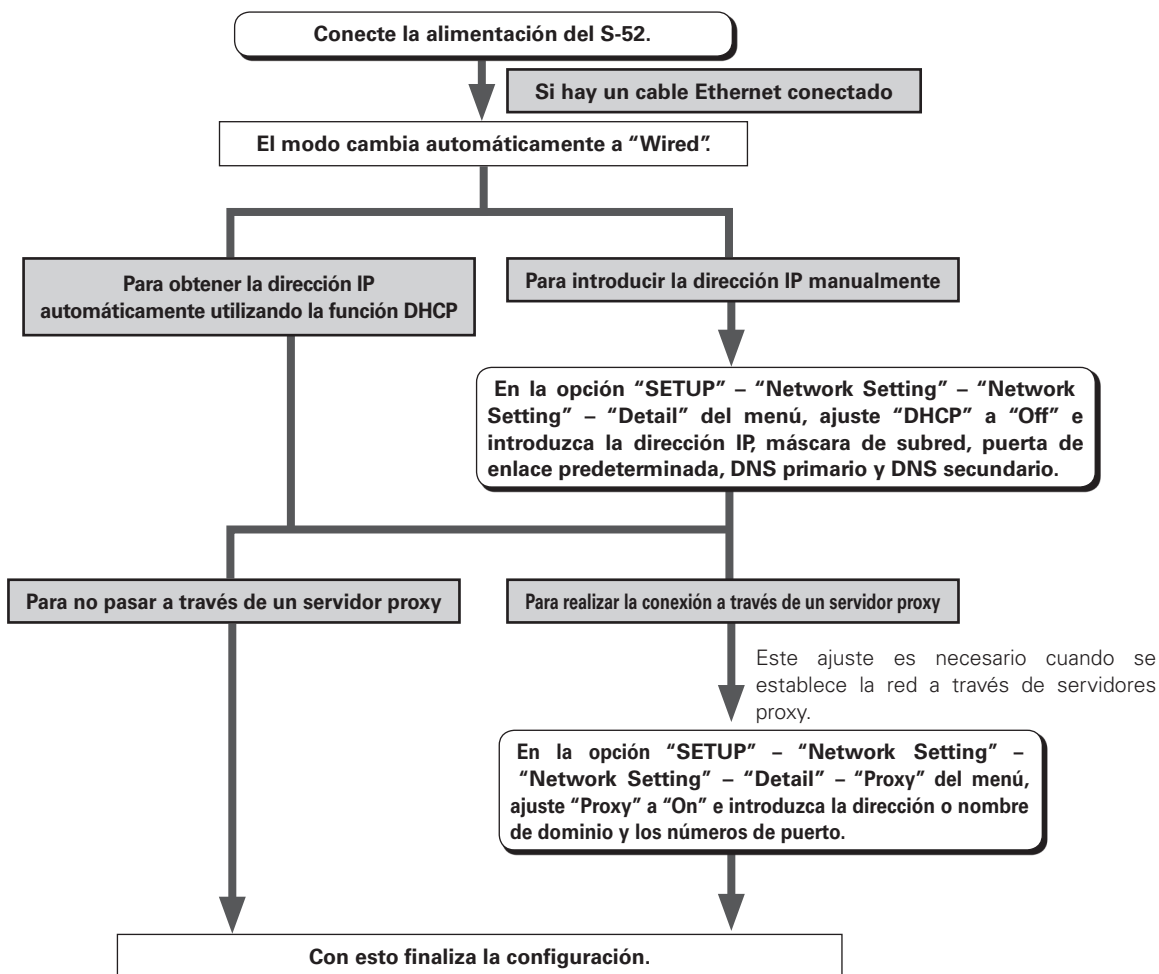 Conecte la alimentación del S-52.
Si hay un cable Ethernet conectado
El modo cambia automáticamente a “Wired”.
Para obtener la dirección IP
automáticamente utilizando la función DHCP
Para introducir la dirección IP manualmente
En la opción “SETUP” – “Network Setting” – “Network
Setting” – “Detail” del menú, ajuste “DHCP” a “Off” e
introduzca la dirección IP, máscara de subred, puerta de
enlace predeterminada, DNS primario y DNS secundario.
Para no pasar a través de un servidor proxy
Para realizar la conexión a través de un servidor proxy
Este ajuste es necesario cuando se
establece la red a través de servidores
proxy.
En la opción “SETUP” – “Network Setting” –
“Network Setting” – “Detail” – “Proxy” del menú,
ajuste “Proxy” a “On” e introduzca la dirección o nombre
de dominio y los números de puerto.
Con esto finaliza la configuración.